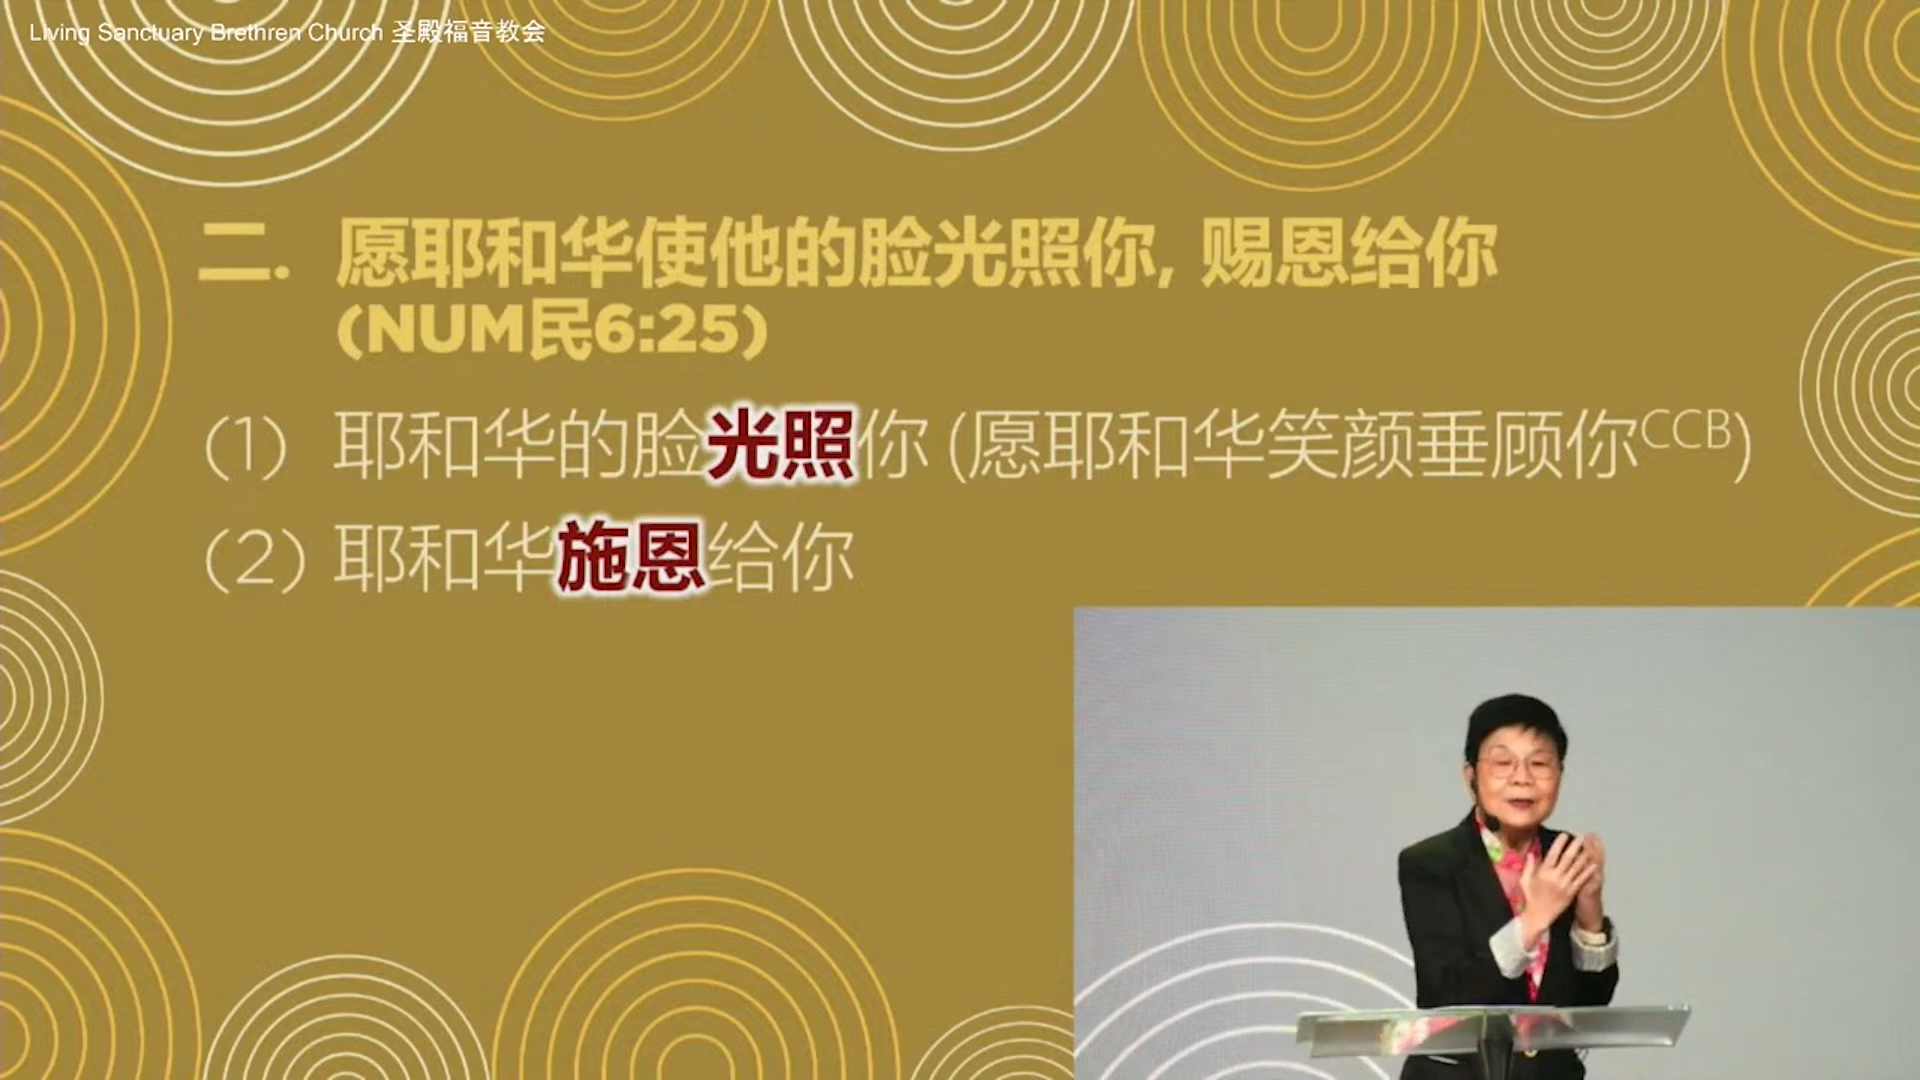 Living Sanctuary Brethren Church 圣殿福音教会
二. 愿耶和华使他的脸光照你, 赐恩给你
(NUM民6:25)
(1) 耶和华的脸光照你 (愿耶和华笑颜垂顾你CCB)
(2) 耶和华施恩给你